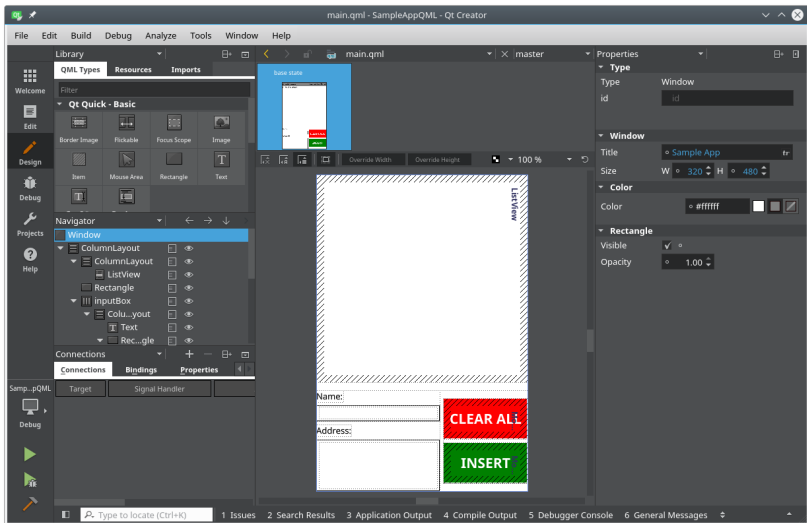 main.qml - SampleAppQML - Qt Creator
File Edit Build Debug Analyze Tools Window Help
Library
main.qml
master
Properties
QML Types Resources Imports
Filter
Qt Quick - Basic
Border Image Flickable Focus Scope Image
Item Mouse Area Rectangle Text
Welcome
Edit
Design
Debug
Projects
Help
Navigator
Window
ColumnLayout
ColumnLayout
ListView
Rectangle
inputBox
Colu...yout
Text
Rec...gle
Connections
Connections Bindings Properties
Target Signal Handler
Samp...pQML
Debug
base state
Override Width Override Height 100 %
ListView
Name:
CLEAR ALL
Address:
INSERT
Type
Type Window
id id
Window
Title Sample App tr
Size W 320 H 480
Color
Color #ffffff
Rectangle
Visible
Opacity 1.00
Type to locate (Ctrl+K) 1 Issues 2 Search Results 3 Application Output 4 Compile Output 5 Debugger Console 6 General Messages